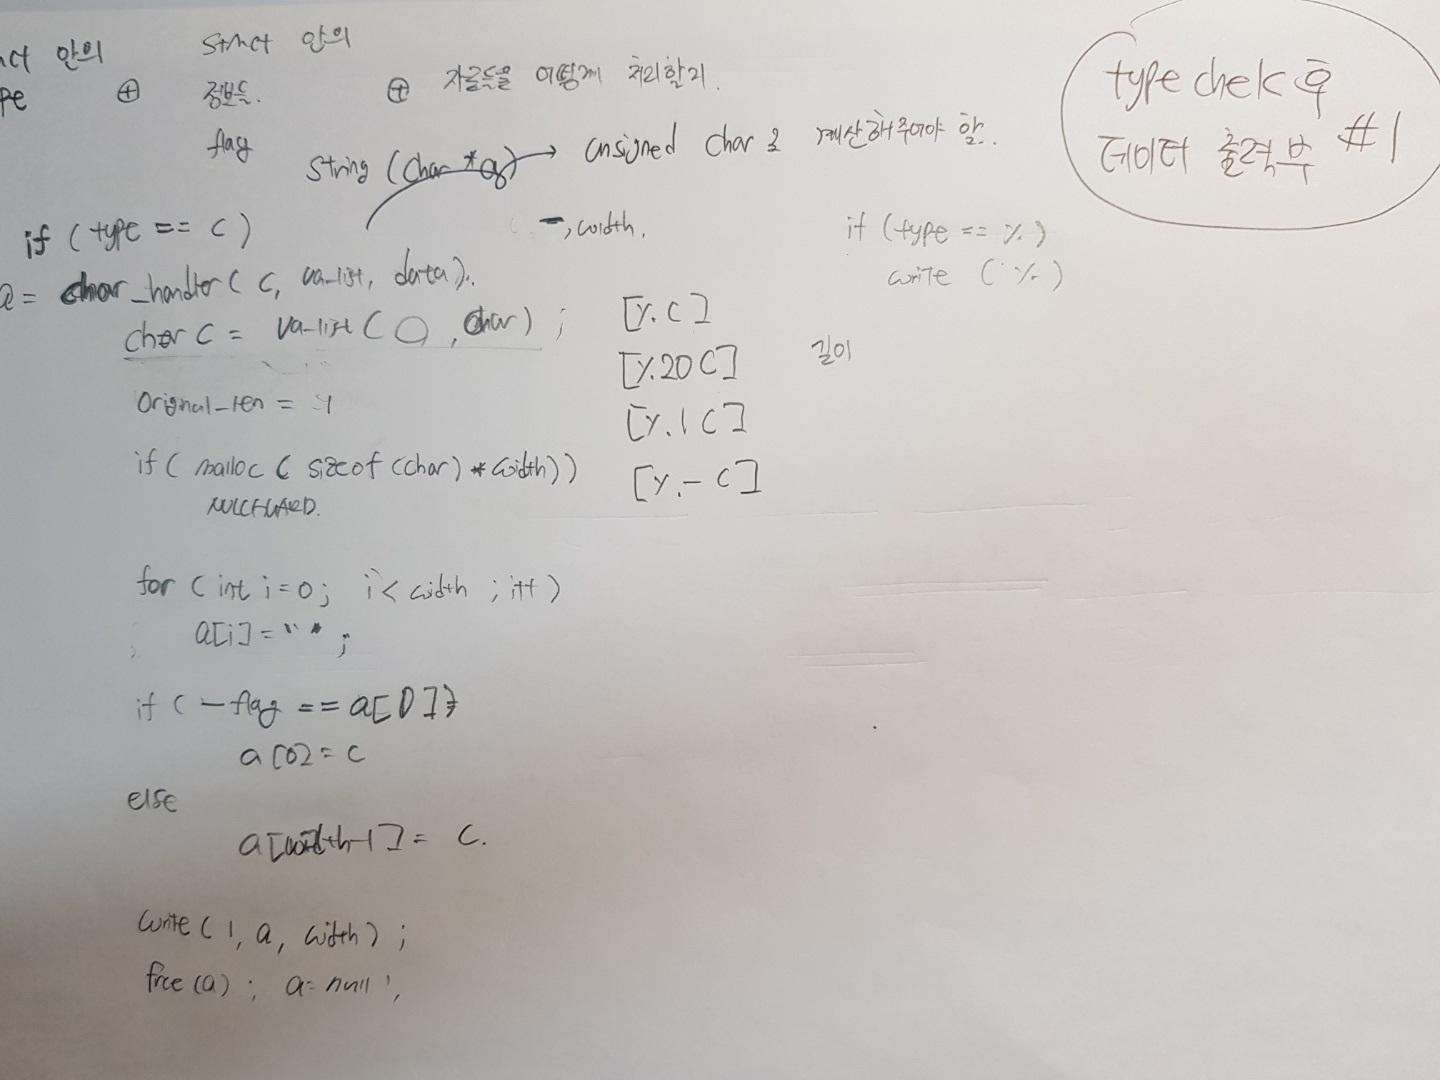 안의 struct 안의
pe ⊕ 정보들. ⊕ 자료들을 어떻게 처리할지.
flag
String (char *a) → unsigned char로 계산해주어야 함.
type chek 후
데이터 출력부 #1
if (type == c)
-, width.
if (type == %)
write ( % )
a = char_handler ( c, va_list, data).
char c = va_list ( , char) ;
[%c]
[%20c]
길이
[%1c]
[%-c]
orignal_len = 1
if ( malloc ( sizeof (char) * width))
for ( int i=0; i < width ; i++ )
a[i] = " " ;
if ( - flag == a[0] }
a[0] = c
else
a[width-1] = c.
write ( 1, a, width ) ;
free (a) ; a = null ;